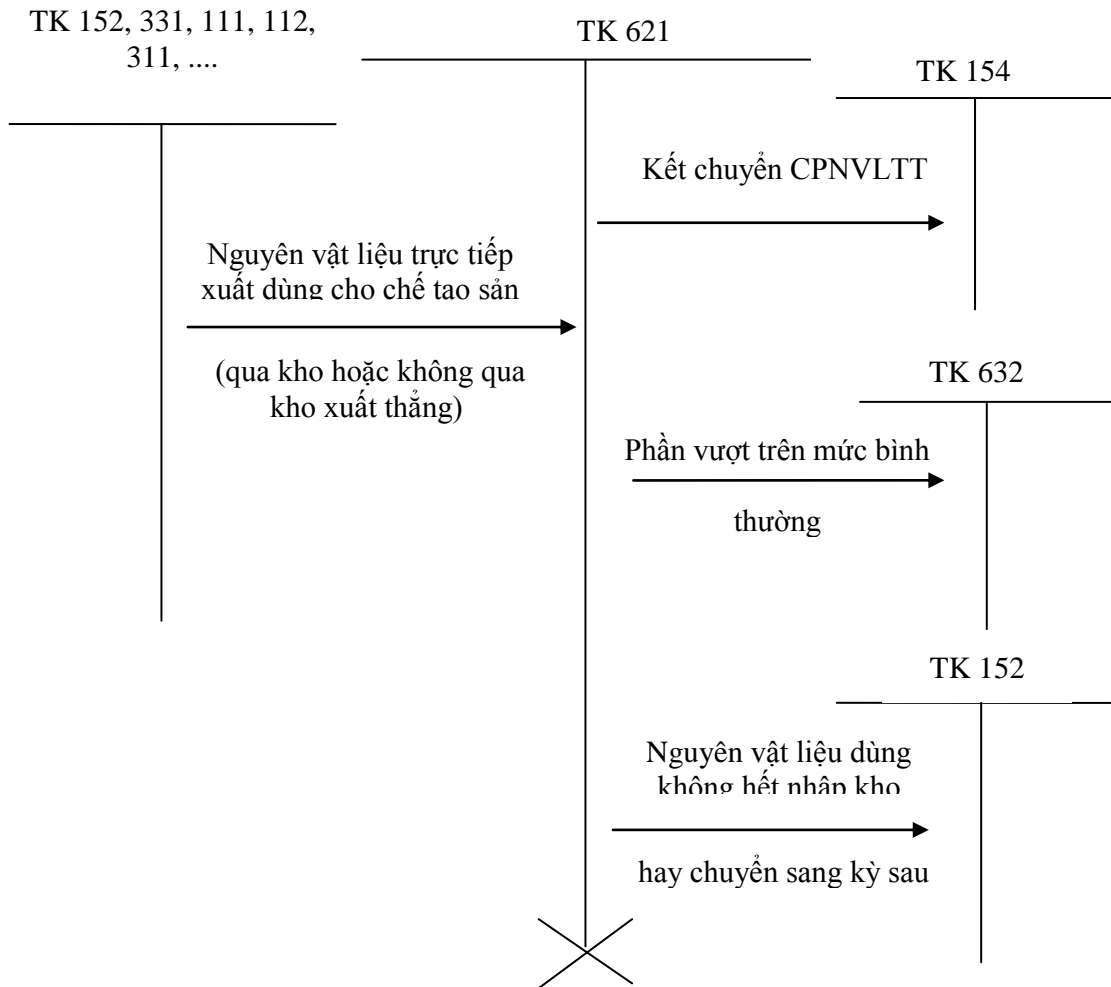 TK 152, 331, 111, 112,
311, ....
TK 621
TK 154
Kết chuyển CPNVLTT
Nguyên vật liệu trực tiếp
xuất dùng cho chế tao sản
(qua kho hoặc không qua
kho xuất thẳng)
TK 632
Phần vượt trên mức bình
thường
TK 152
Nguyên vật liệu dùng
không hết nhập kho
hay chuyển sang kỳ sau